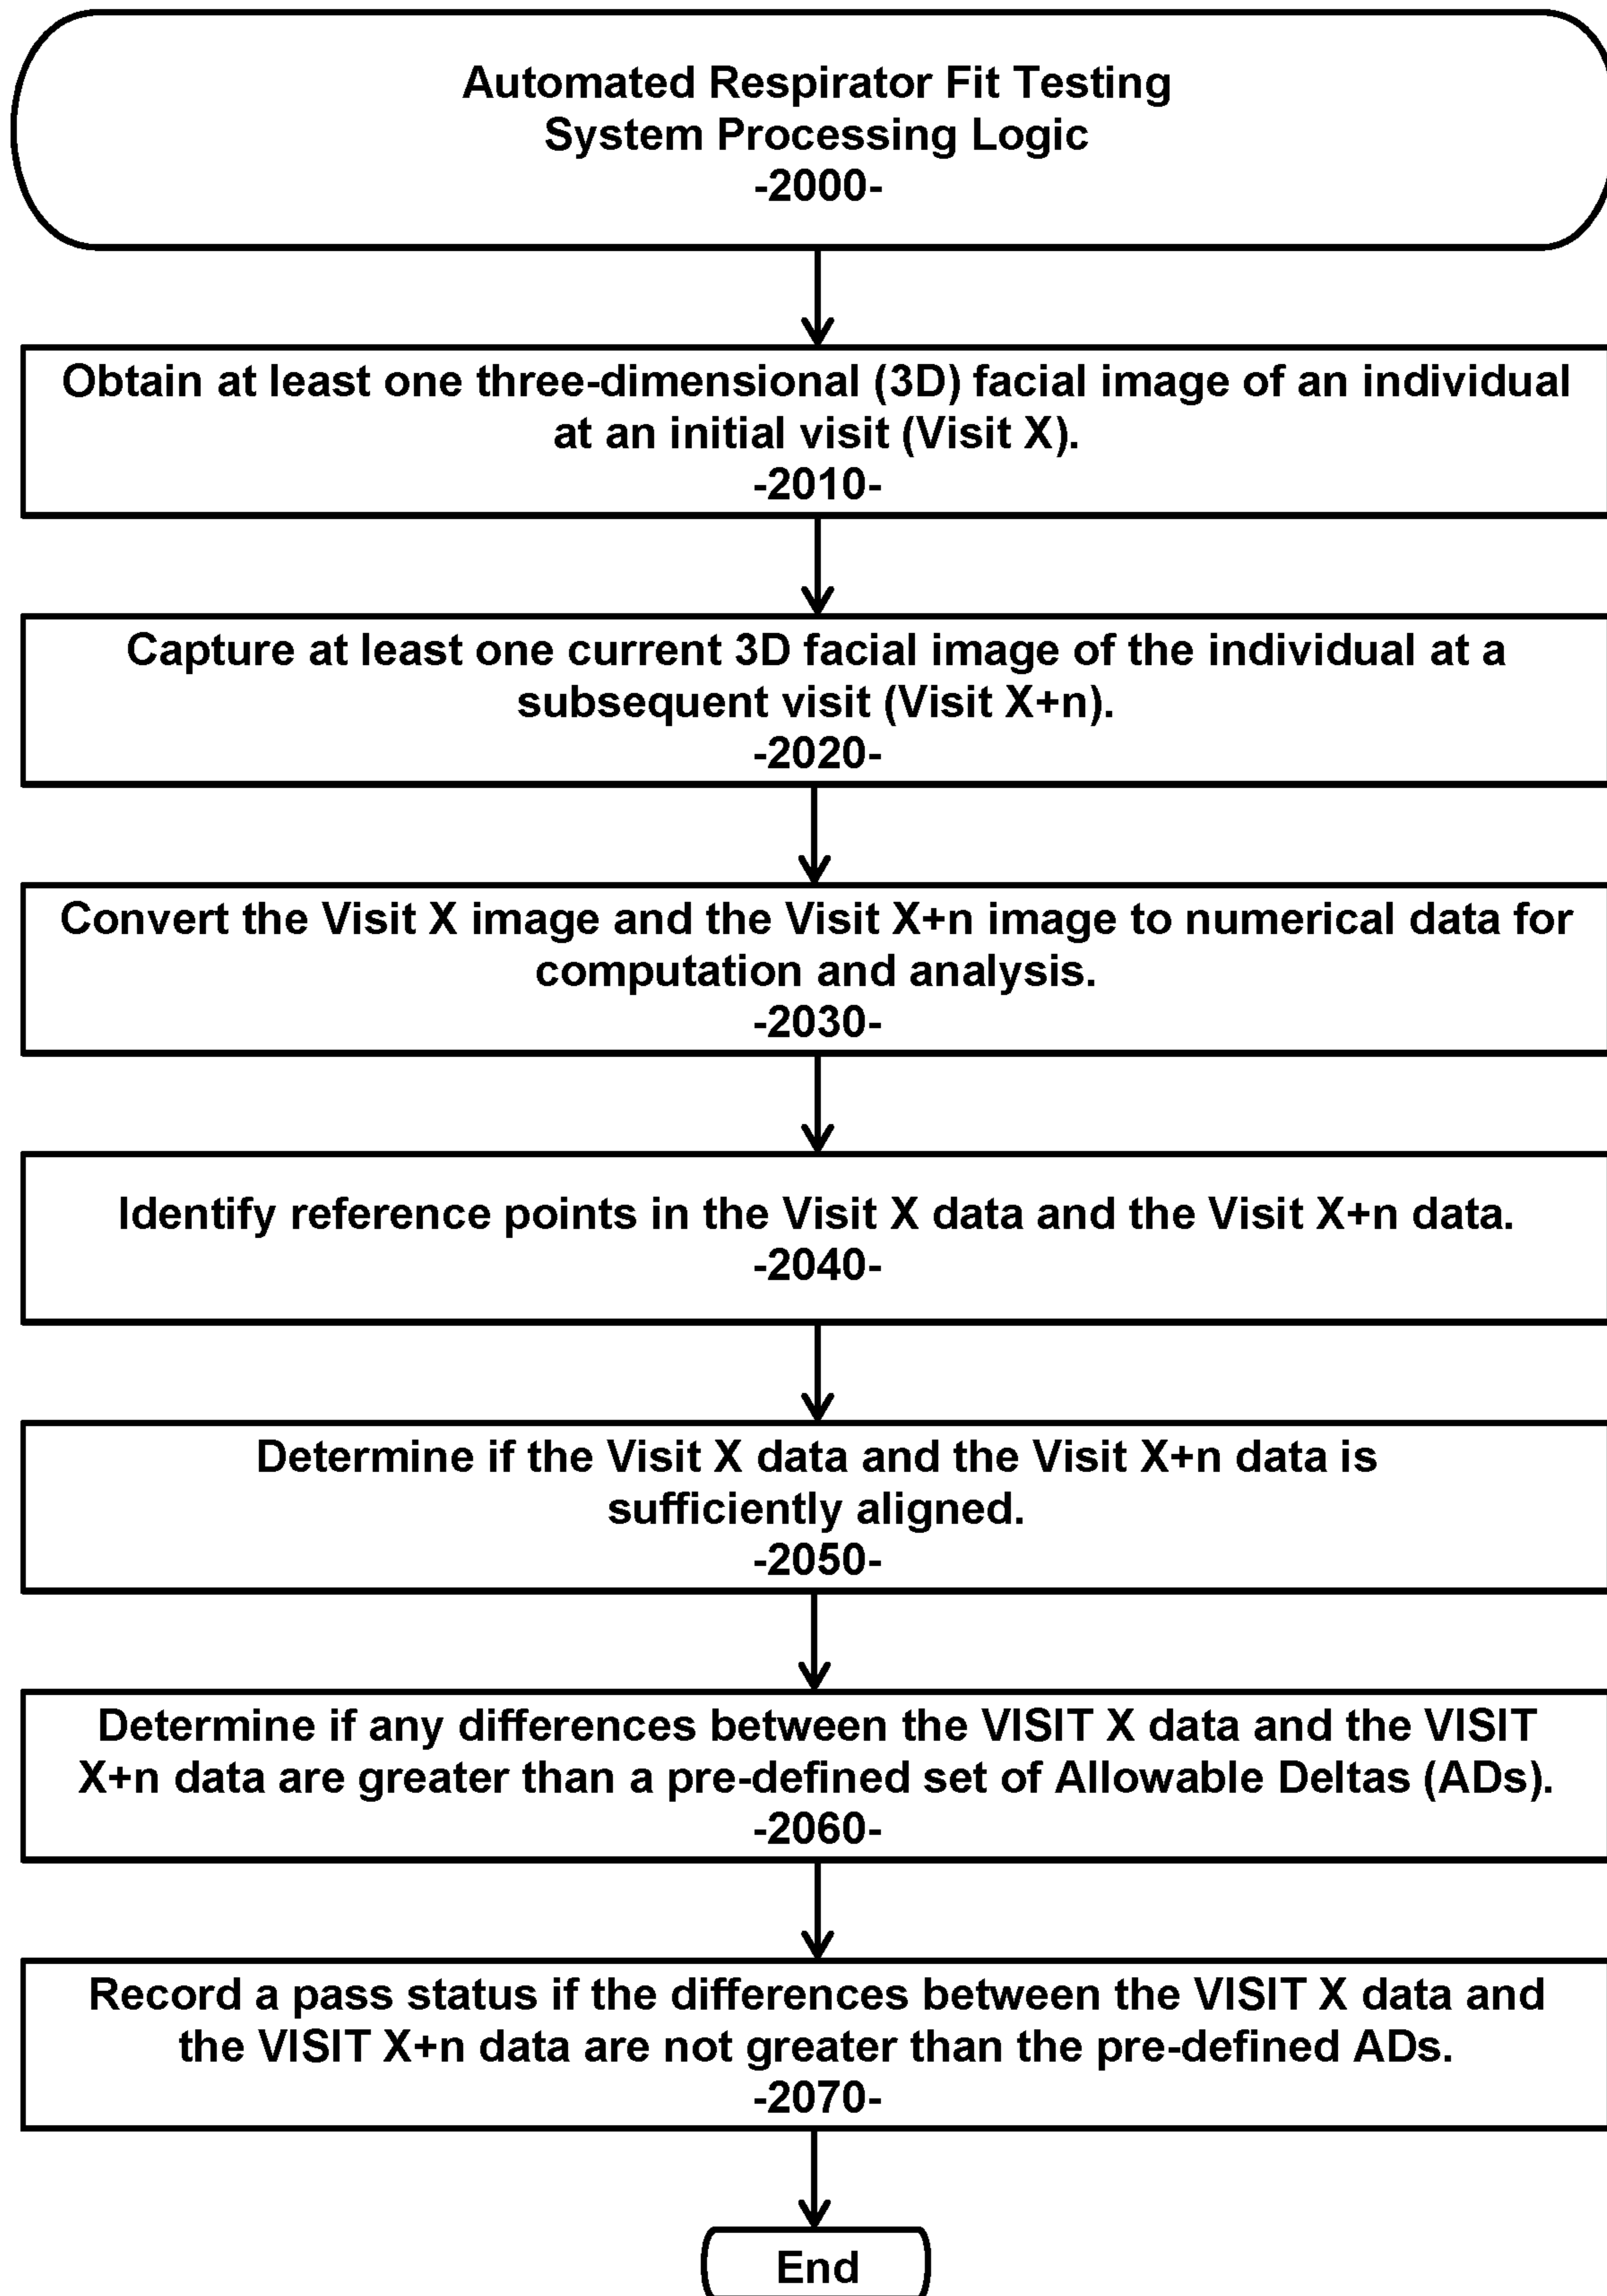 Automated Respirator Fit Testing
System Processing Logic
-2000-
Obtain at least one three-dimensional (3D) facial image of an individual
at an initial visit (Visit X).
-2010-
Capture at least one current 3D facial image of the individual at a
subsequent visit (Visit X+n).
-2020-
Convert the Visit X image and the Visit X+n image to numerical data for
computation and analysis.
-2030-
Identify reference points in the Visit X data and the Visit X+n data.
-2040-
Determine if the Visit X data and the Visit X+n data is
sufficiently aligned.
-2050-
Determine if any differences between the VISIT X data and the VISIT
X+n data are greater than a pre-defined set of Allowable Deltas (ADs).
-2060-
Record a pass status if the differences between the VISIT X data and
the VISIT X+n data are not greater than the pre-defined ADs.
-2070-
End